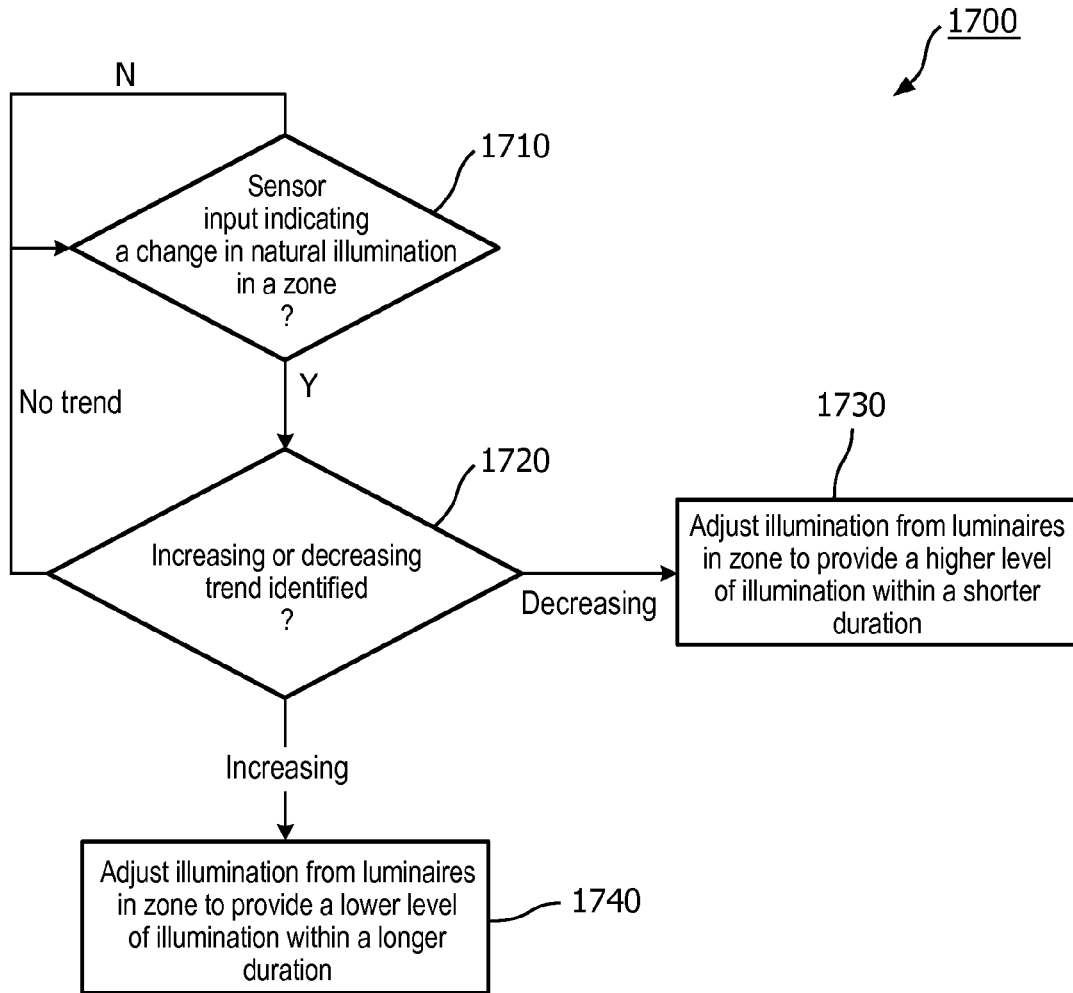 1700
N
1710
Sensor
input indicating
a change in natural illumination
in a zone
?
Y
No trend
1720
1730
Increasing or decreasing
trend identified
?
Decreasing
Adjust illumination from luminaires
in zone to provide a higher level
of illumination within a shorter
duration
Increasing
Adjust illumination from luminaires
in zone to provide a lower level
of illumination within a longer
duration
1740